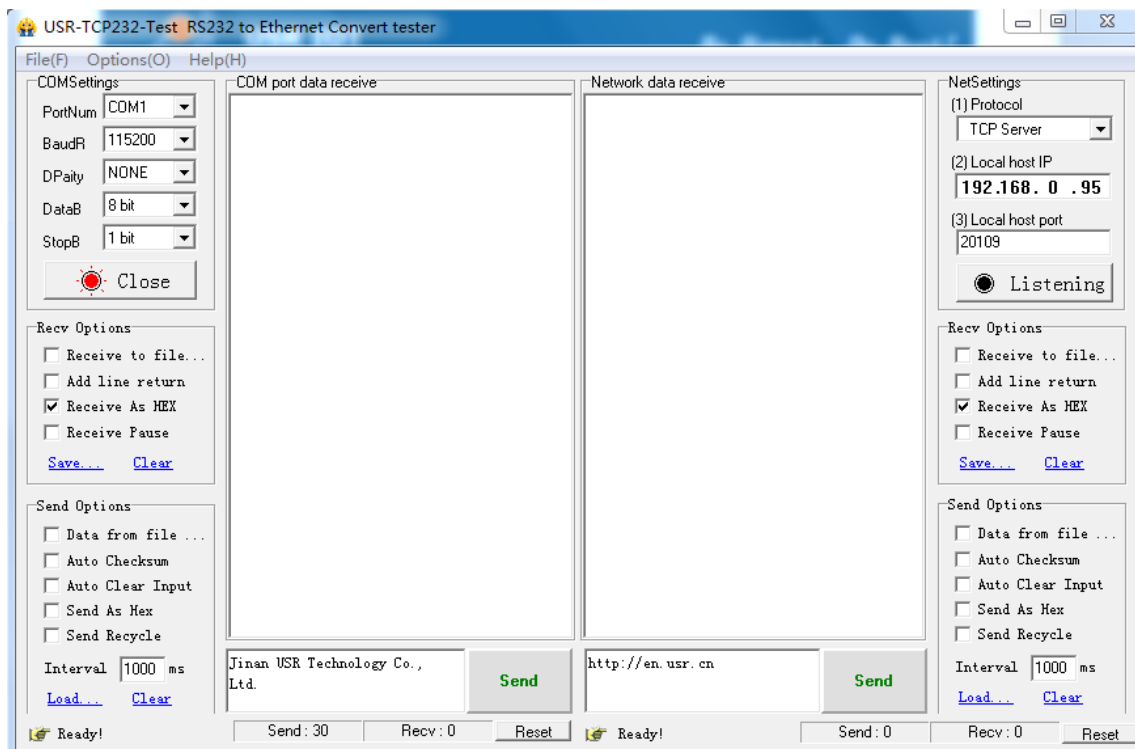 USR-TCP232-Test RS232 to Ethernet Convert tester
File(F) Options(O) Help(H)
COMSettings
PortNum COM1
BaudR 115200
DPaity NONE
DataB 8 bit
StopB 1 bit
Close
Recv Options
Receive to file...
Add line return
Receive As HEX
Receive Pause
Save... Clear
Send Options
Data from file ...
Auto Checksum
Auto Clear Input
Send As Hex
Send Recycle
Interval 1000 ms
Load... Clear
Ready!
COM port data receive
Jinan USR Technology Co.,
Ltd.
Send
Send : 30 Recv : 0 Reset
Network data receive
http://en.usr.cn
Send
Ready!
Send : 0 Recv : 0 Reset
NetSettings
(1) Protocol
TCP Server
(2) Local host IP
192.168. 0 .95
(3) Local host port
20109
Listening
Recv Options
Receive to file...
Add line return
Receive As HEX
Receive Pause
Save... Clear
Send Options
Data from file ...
Auto Checksum
Auto Clear Input
Send As Hex
Send Recycle
Interval 1000 ms
Load... Clear